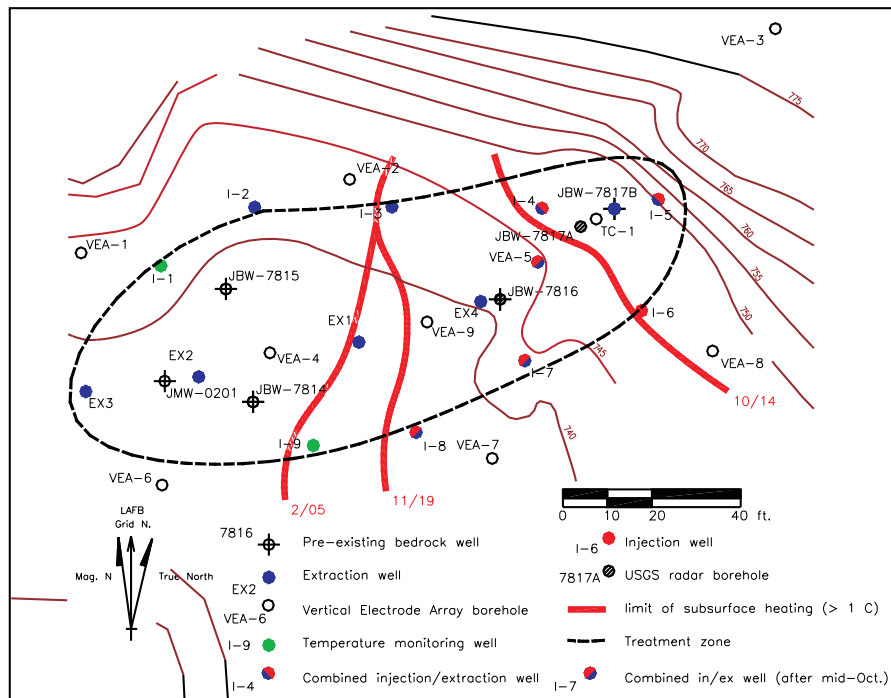 VEA-3
775
770
765
760
755
750
745
740
VEA-2
I-2
I-3
I-4
JBW-7817B
I-5
JBW-7817A
TC-1
VEA-1
I-1
VEA-5
JBW-7815
EX4
JBW-7816
I-6
EX1
VEA-9
EX2
VEA-4
VEA-8
I-7
JMW-0201
JBW-7814
EX3
10/14
I-9
I-8
VEA-7
VEA-6
2/05
11/19
0 10 20 40 ft.
LAFB
Grid N.
Mag. N
True North
7816 Pre-existing bedrock well
EX2 Extraction well
VEA-6 Vertical Electrode Array borehole
I-9 Temperature monitoring well
I-4 Combined injection/extraction well
I-6 Injection well
7817A USGS radar borehole
limit of subsurface heating (> 1 C)
Treatment zone
I-7 Combined in/ex well (after mid-Oct.)